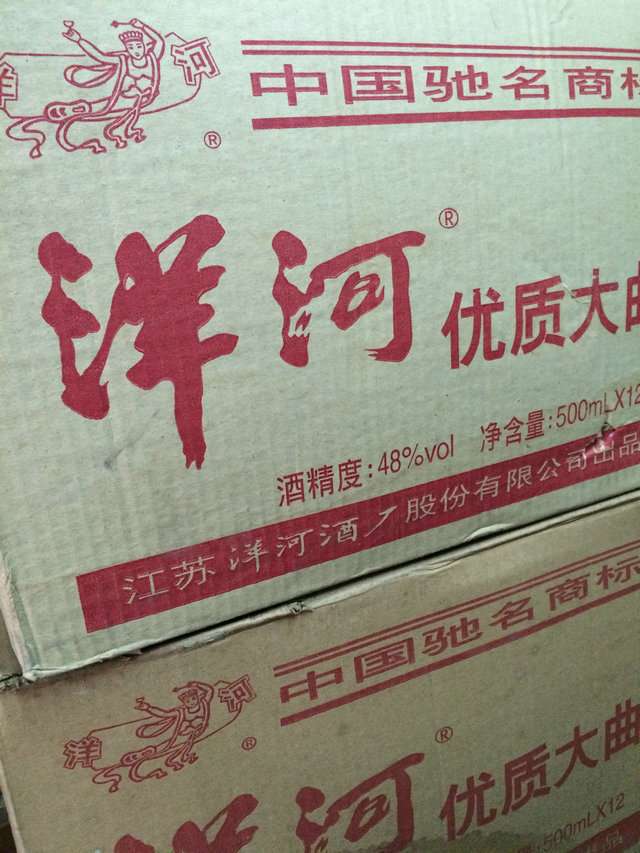 洋 河
®
中国驰名商标
洋河®
优质大曲
酒精度:48%vol 净含量:500mLX12
江苏洋河酒厂股份有限公司出品
中国驰名商标
洋 河
®
洋河®
优质大曲
500mLX12